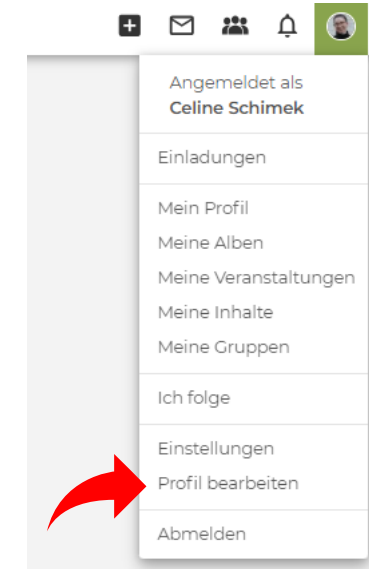 Angemeldet als
Celine Schimek
Einladungen
Mein Profil
Meine Alben
Meine Veranstaltungen
Meine Inhalte
Meine Gruppen
Ich folge
Einstellungen
Profil bearbeiten
Abmelden